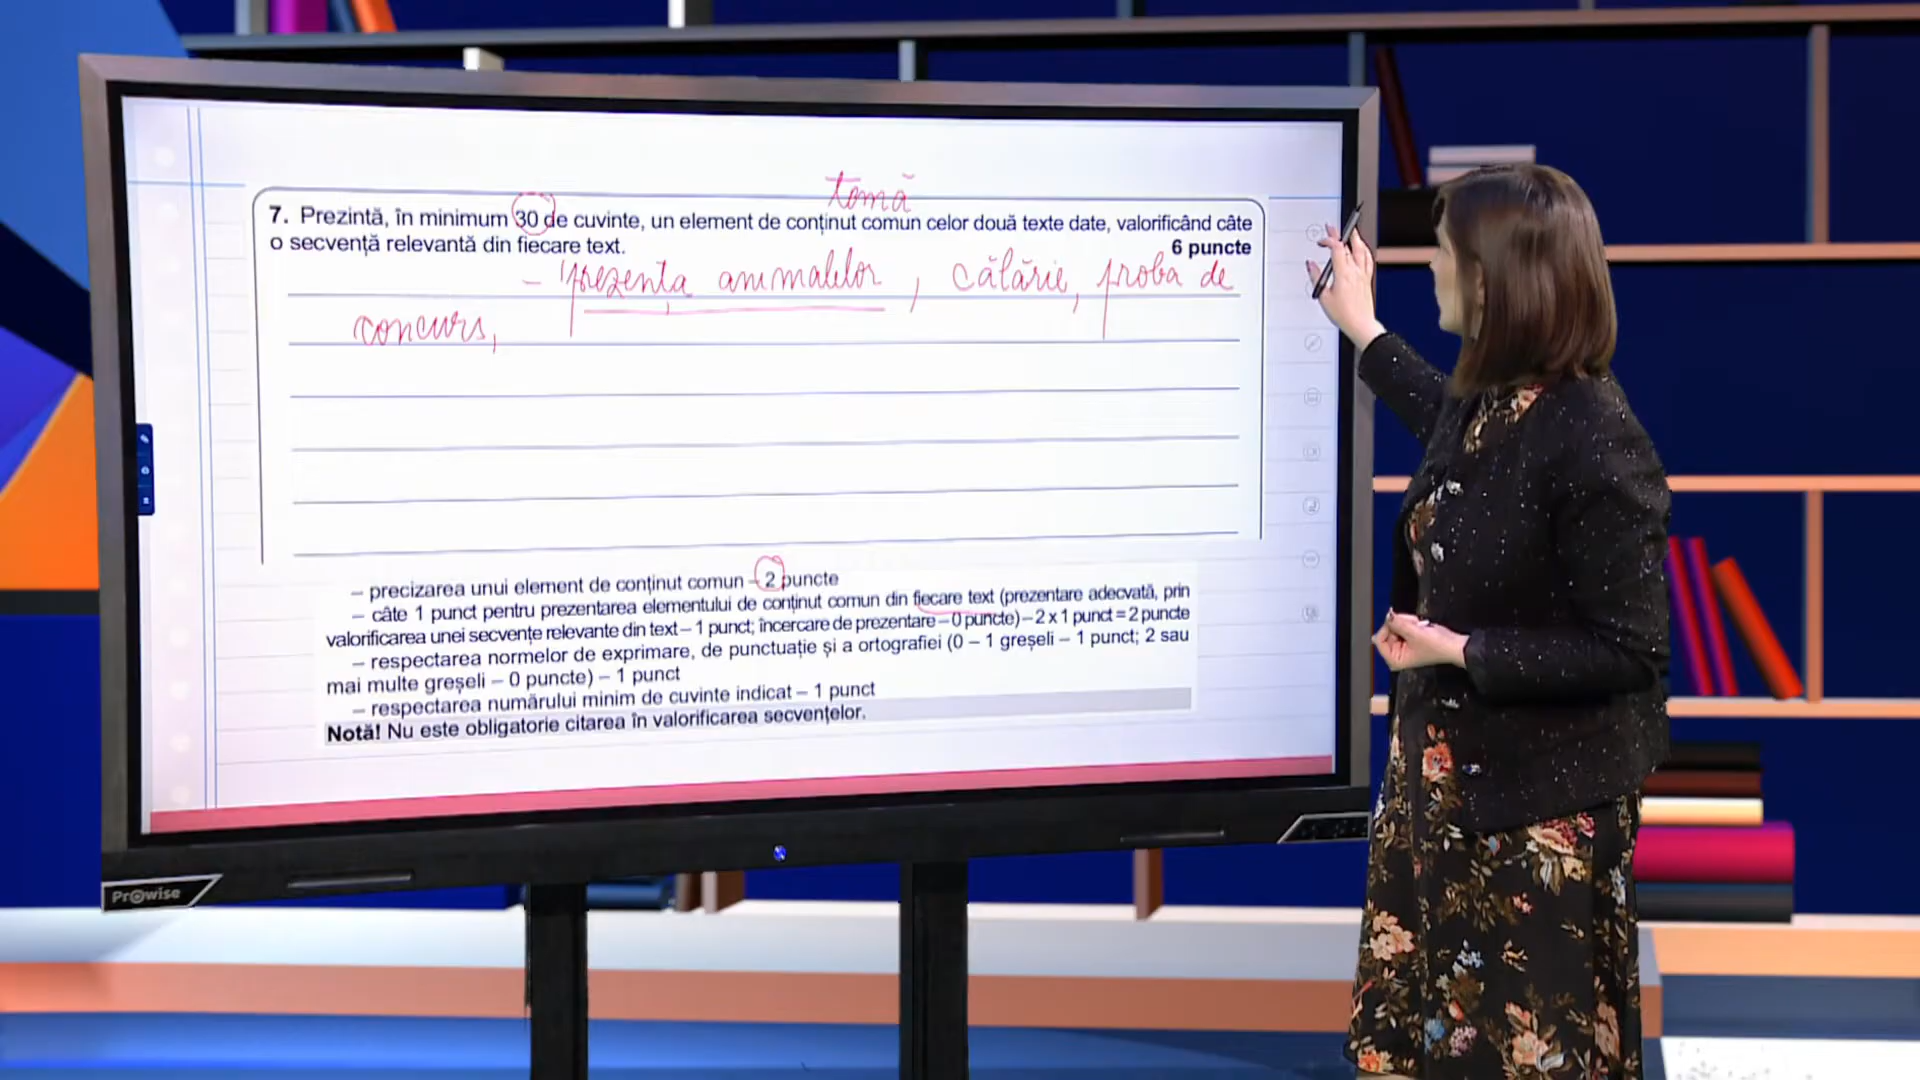 tomă
7. Prezintă, în minimum 30 de cuvinte, un element de conținut comun celor două texte date, valorificând câte
o secvență relevantă din fiecare text.
6 puncte
- prezența animalelor, călărie, proba de
concurs,
– precizarea unui element de conținut comun – 2 puncte
– câte 1 punct pentru prezentarea elementului de conținut comun din fiecare text (prezentare adecvată, prin
valorificarea unei secvențe relevante din text – 1 punct; încercare de prezentare – 0 puncte) – 2 x 1 punct = 2 puncte
– respectarea normelor de exprimare, de punctuație și a ortografiei (0 – 1 greșeli – 1 punct; 2 sau
mai multe greșeli – 0 puncte) – 1 punct
– respectarea numărului minim de cuvinte indicat – 1 punct
Notă! Nu este obligatorie citarea în valorificarea secvențelor.
Prowise